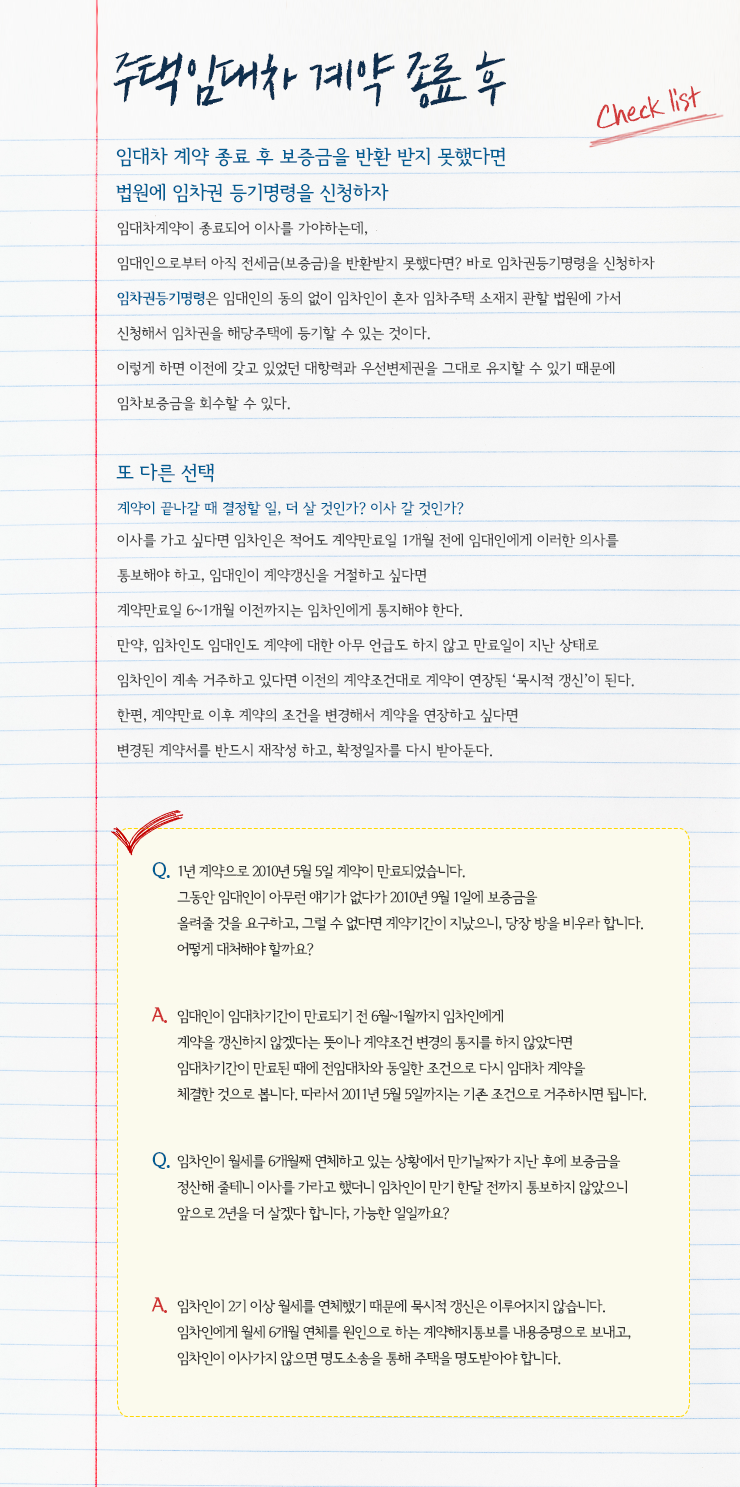 주택임대차 계약 종료 후
Check list
임대차 계약 종료 후 보증금을 반환 받지 못했다면
법원에 임차권 등기명령을 신청하자
임대차계약이 종료되어 이사를 가야하는데,
임대인으로부터 아직 전세금(보증금)을 반환받지 못했다면? 바로 임차권등기명령을 신청하자
임차권등기명령은 임대인의 동의 없이 임차인이 혼자 임차주택 소재지 관할 법원에 가서
신청해서 임차권을 해당주택에 등기할 수 있는 것이다.
이렇게 하면 이전에 갖고 있었던 대항력과 우선변제권을 그대로 유지할 수 있기 때문에
임차보증금을 회수할 수 있다.
또 다른 선택
계약이 끝나갈 때 결정할 일, 더 살 것인가? 이사 갈 것인가?
이사를 가고 싶다면 임차인은 적어도 계약만료일 1개월 전에 임대인에게 이러한 의사를
통보해야 하고, 임대인이 계약갱신을 거절하고 싶다면
계약만료일 6~1개월 이전까지는 임차인에게 통지해야 한다.
만약, 임차인도 임대인도 계약에 대한 아무 언급도 하지 않고 만료일이 지난 상태로
임차인이 계속 거주하고 있다면 이전의 계약조건대로 계약이 연장된 ‘묵시적 갱신’이 된다.
한편, 계약만료 이후 계약의 조건을 변경해서 계약을 연장하고 싶다면
변경된 계약서를 반드시 재작성 하고, 확정일자를 다시 받아둔다.
Q. 1년 계약으로 2010년 5월 5일 계약이 만료되었습니다.
그동안 임대인이 아무런 얘기가 없다가 2010년 9월 1일에 보증금을
올려줄 것을 요구하고, 그럴 수 없다면 계약기간이 지났으니, 당장 방을 비우라 합니다.
어떻게 대처해야 할까요?
A. 임대인이 임대차기간이 만료되기 전 6월~1월까지 임차인에게
계약을 갱신하지 않겠다는 뜻이나 계약조건 변경의 통지를 하지 않았다면
임대차기간이 만료된 때에 전임대차와 동일한 조건으로 다시 임대차 계약을
체결한 것으로 봅니다. 따라서 2011년 5월 5일까지는 기존 조건으로 거주하시면 됩니다.
Q. 임차인이 월세를 6개월째 연체하고 있는 상황에서 만기날짜가 지난 후에 보증금을
정산해 줄테니 이사를 가라고 했더니 임차인이 만기 한달 전까지 통보하지 않았으니
앞으로 2년을 더 살겠다 합니다, 가능한 일일까요?
A. 임차인이 2기 이상 월세를 연체했기 때문에 묵시적 갱신은 이루어지지 않습니다.
임차인에게 월세 6개월 연체를 원인으로 하는 계약해지통보를 내용증명으로 보내고,
임차인이 이사가지 않으면 명도소송을 통해 주택을 명도받아야 합니다.